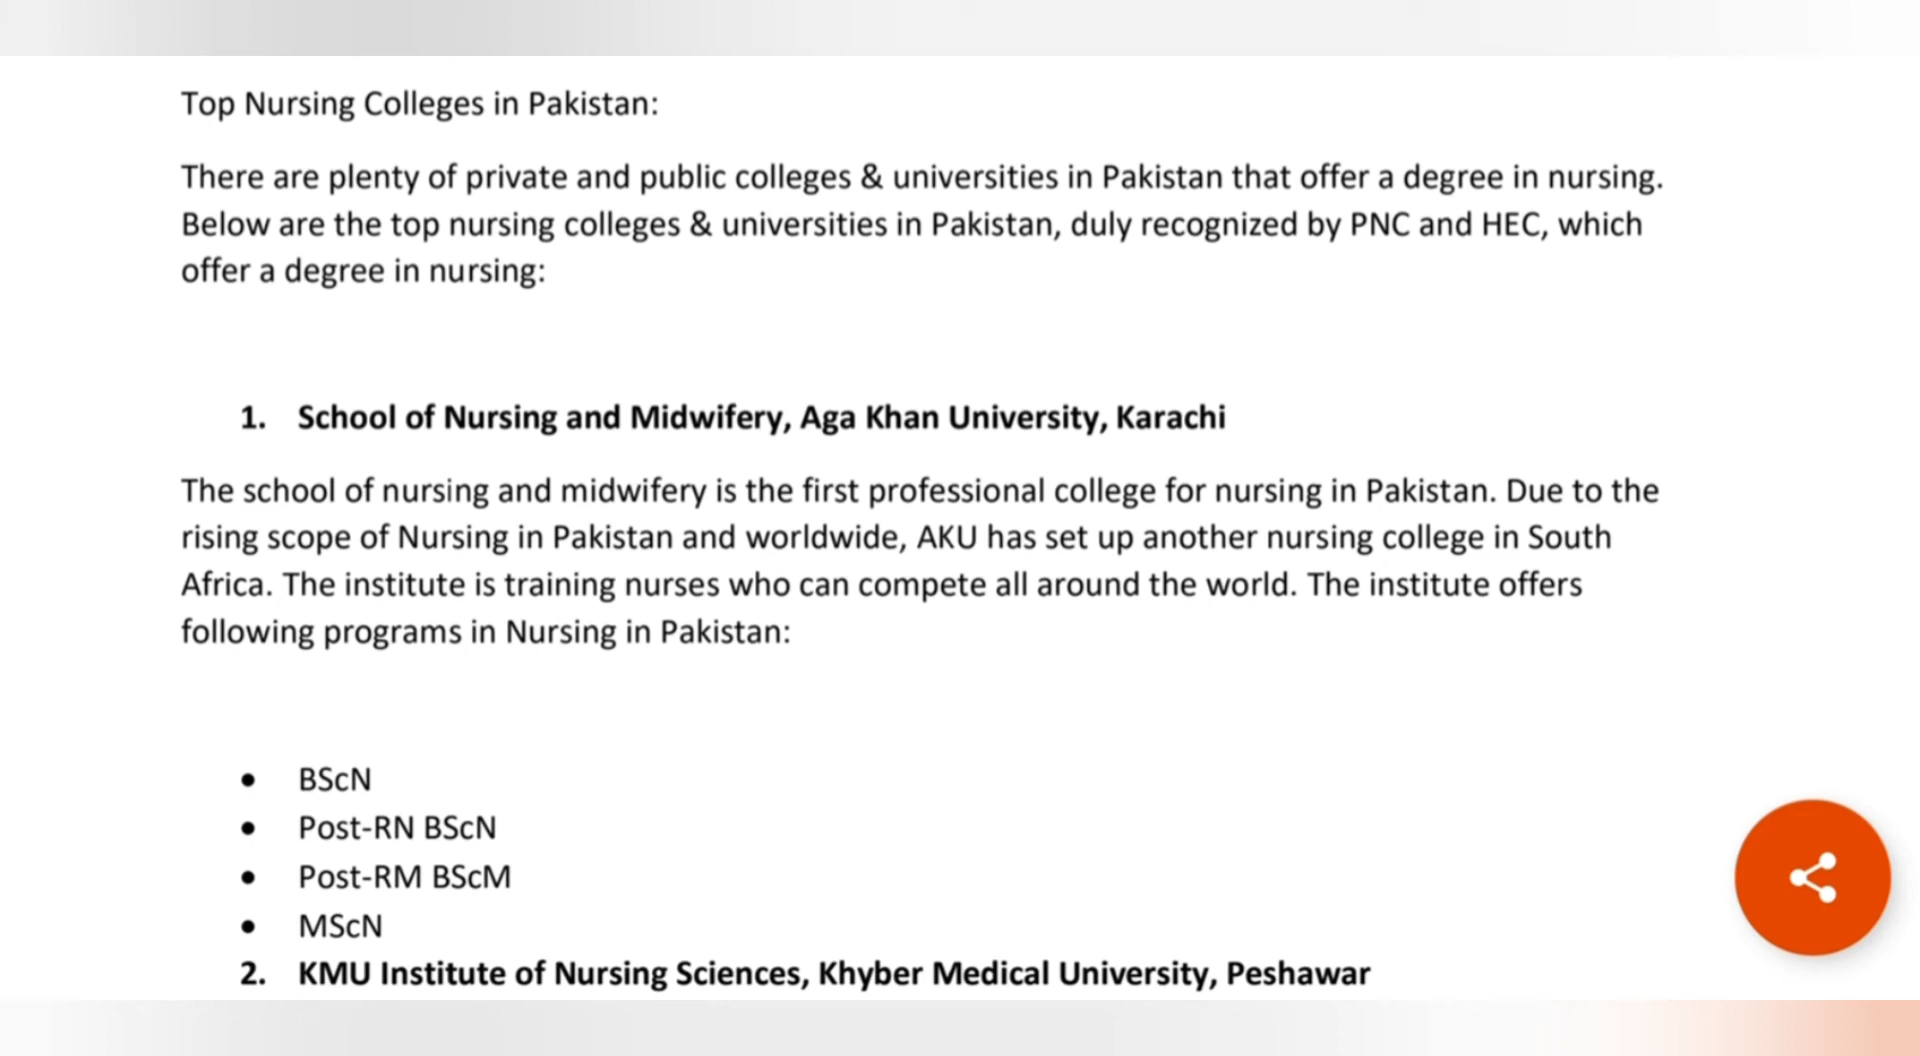 Top Nursing Colleges in Pakistan:
There are plenty of private and public colleges & universities in Pakistan that offer a degree in nursing.
Below are the top nursing colleges & universities in Pakistan, duly recognized by PNC and HEC, which
offer a degree in nursing:
1. School of Nursing and Midwifery, Aga Khan University, Karachi
The school of nursing and midwifery is the first professional college for nursing in Pakistan. Due to the
rising scope of Nursing in Pakistan and worldwide, AKU has set up another nursing college in South
Africa. The institute is training nurses who can compete all around the world. The institute offers
following programs in Nursing in Pakistan:
• BScN
• Post-RN BScN
• Post-RM BScM
• MScN
2. KMU Institute of Nursing Sciences, Khyber Medical University, Peshawar